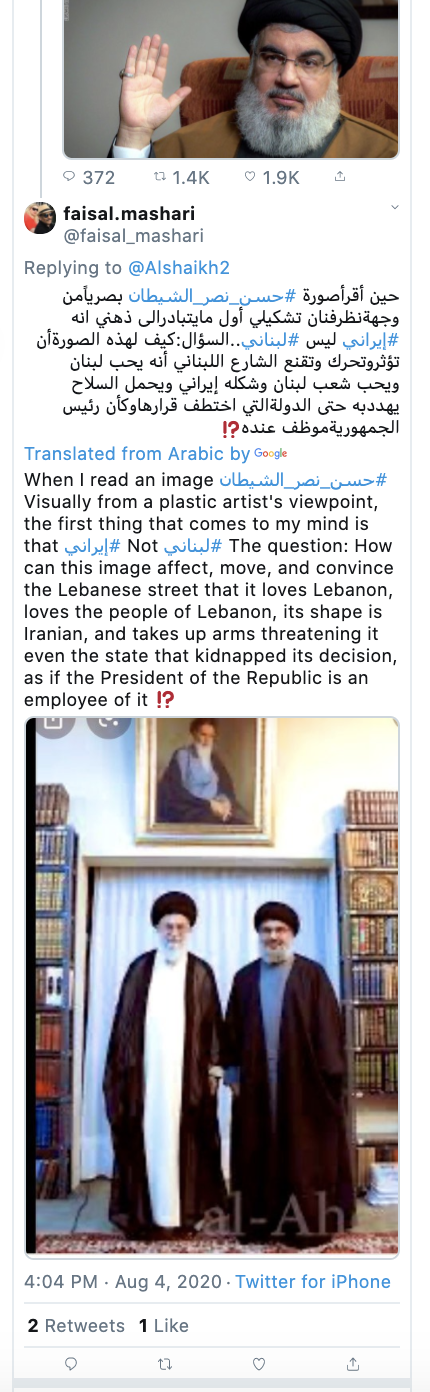 372 1.4K 1.9K
faisal.mashari
@faisal_mashari
Replying to @Alshaikh2
حين أقرأصورة #حسن_نصر_الشيطان بصرياًمن
وجهةنظرفنان تشكيلي أول مايتبادرالى ذهني انه
#إيراني ليس #لبناني..السؤال:كيف لهذه الصورةأن
تؤثروتحرك وتقنع الشارع اللبناني أنه يحب لبنان
ويحب شعب لبنان وشكله إيراني ويحمل السلاح
يهددبه حتى الدولةالتي اختطف قرارهاوكأن رئيس
الجمهوريةموظف عنده⁉️
Translated from Arabic by Google
When I read an image #حسن_نصر_الشيطان
Visually from a plastic artist's viewpoint,
the first thing that comes to my mind is
that #إيراني Not #لبناني The question: How
can this image affect, move, and convince
the Lebanese street that it loves Lebanon,
loves the people of Lebanon, its shape is
Iranian, and takes up arms threatening it
even the state that kidnapped its decision,
as if the President of the Republic is an
employee of it ⁉️
al-Ah
4:04 PM · Aug 4, 2020 · Twitter for iPhone
2 Retweets 1 Like